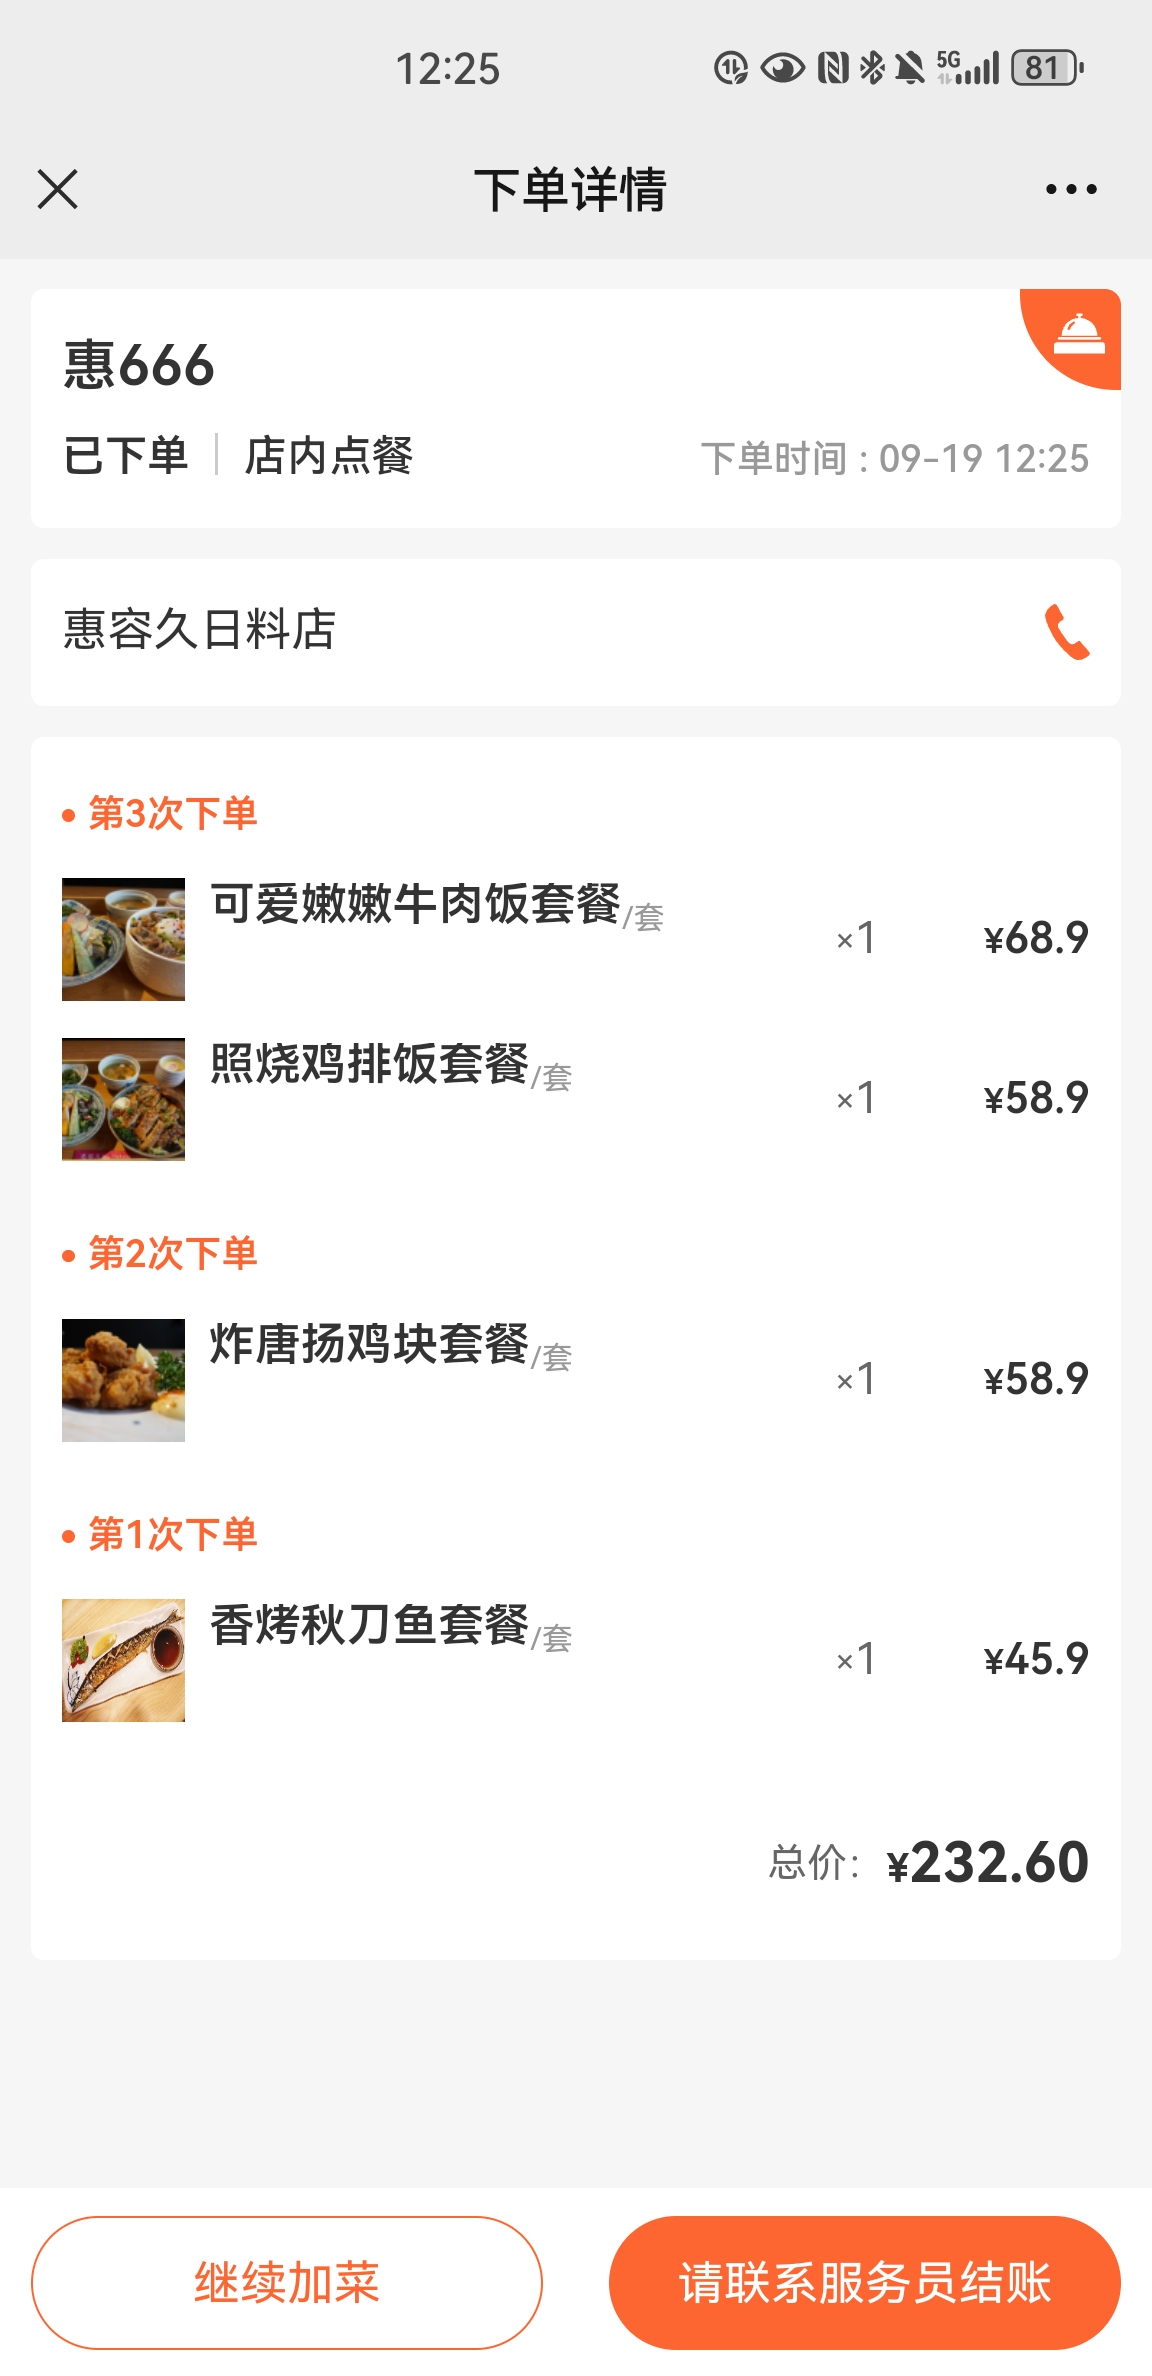 12:25
5G
81
下单详情
惠666
已下单 | 店内点餐
下单时间 : 09-19 12:25
惠容久日料店
第3次下单
可爱嫩嫩牛肉饭套餐/套
×1 ¥68.9
照烧鸡排饭套餐/套
×1 ¥58.9
第2次下单
炸唐扬鸡块套餐/套
×1 ¥58.9
第1次下单
香烤秋刀鱼套餐/套
×1 ¥45.9
总价: ¥232.60
继续加菜
请联系服务员结账